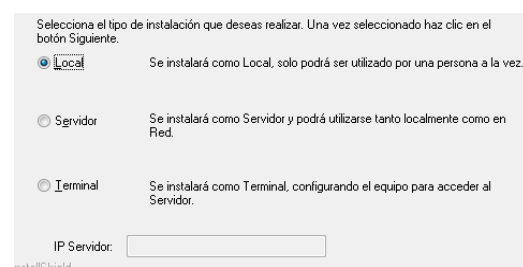 Selecciona el tipo de instalación que deseas realizar. Una vez seleccionado haz clic en el
botón Siguiente.
Local Se instalará como Local, solo podrá ser utilizado por una persona a la vez.
Servidor Se instalará como Servidor y podrá utilizarse tanto localmente como en
Red.
Terminal Se instalará como Terminal, configurando el equipo para acceder al
Servidor.
IP Servidor:
InstallShield